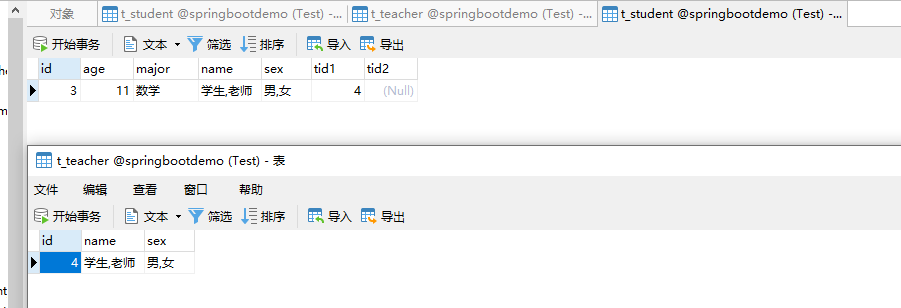 对象 t_student @springbootdemo (Test) -... t_teacher @springbootdemo (Test) -... t_student @springbootdemo (Test) -...
开始事务 文本 筛选 排序 导入 导出
id age major name sex tid1 tid2
3 11 数学 学生,老师 男,女 4 (Null)
t_teacher @springbootdemo (Test) - 表
文件 编辑 查看 窗口 帮助
开始事务 文本 筛选 排序 导入 导出
id name sex
4 学生,老师 男,女